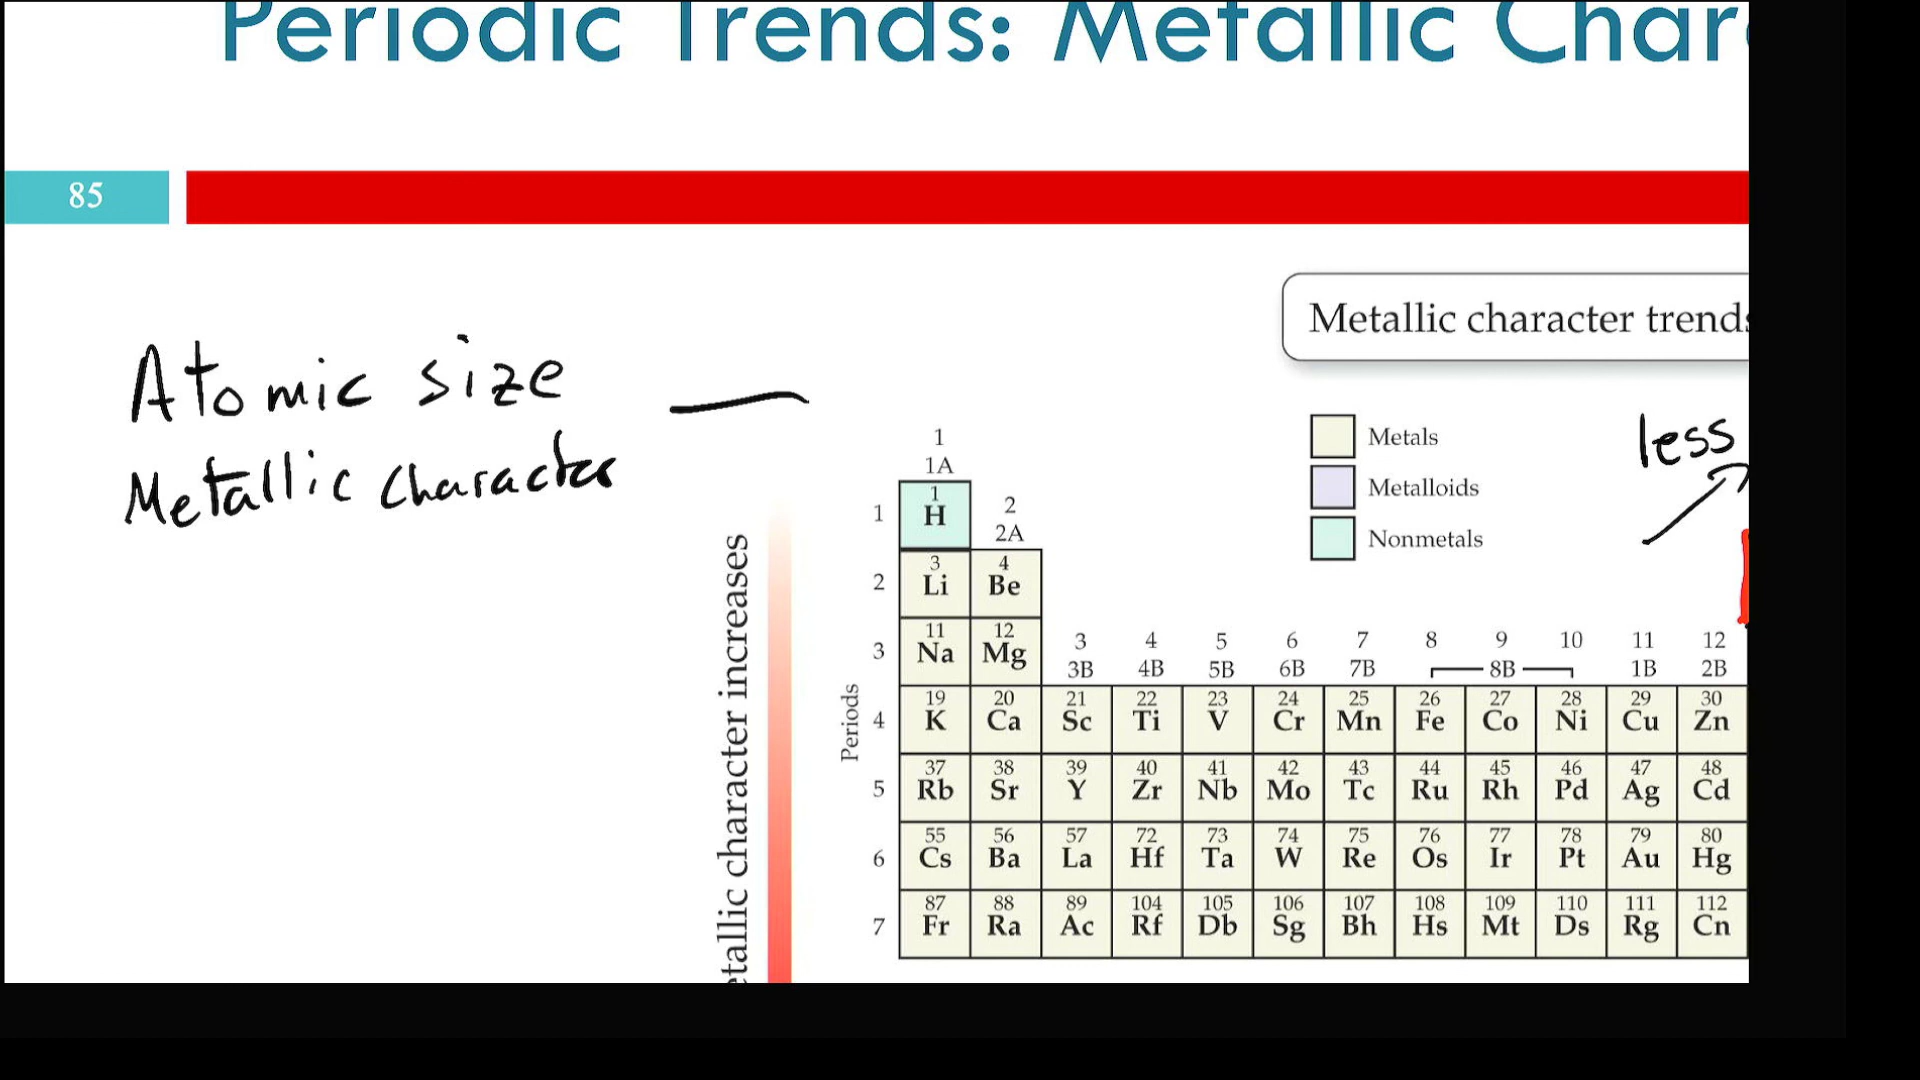 Periodic Trends: Metallic Char
85
Metallic character trends
Atomic size
Metallic character
less
Metals
Metalloids
Nonmetals
etallic character increases
Periods
1
1A
2
2A
3 4 5 6 7 8 9 10 11 12
3B 4B 5B 6B 7B 8B 1B 2B
1
1
H
2
3 4
Li Be
3
11 12
Na Mg
4
19 20 21 22 23 24 25 26 27 28 29 30
K Ca Sc Ti V Cr Mn Fe Co Ni Cu Zn
5
37 38 39 40 41 42 43 44 45 46 47 48
Rb Sr Y Zr Nb Mo Tc Ru Rh Pd Ag Cd
6
55 56 57 72 73 74 75 76 77 78 79 80
Cs Ba La Hf Ta W Re Os Ir Pt Au Hg
7
87 88 89 104 105 106 107 108 109 110 111 112
Fr Ra Ac Rf Db Sg Bh Hs Mt Ds Rg Cn